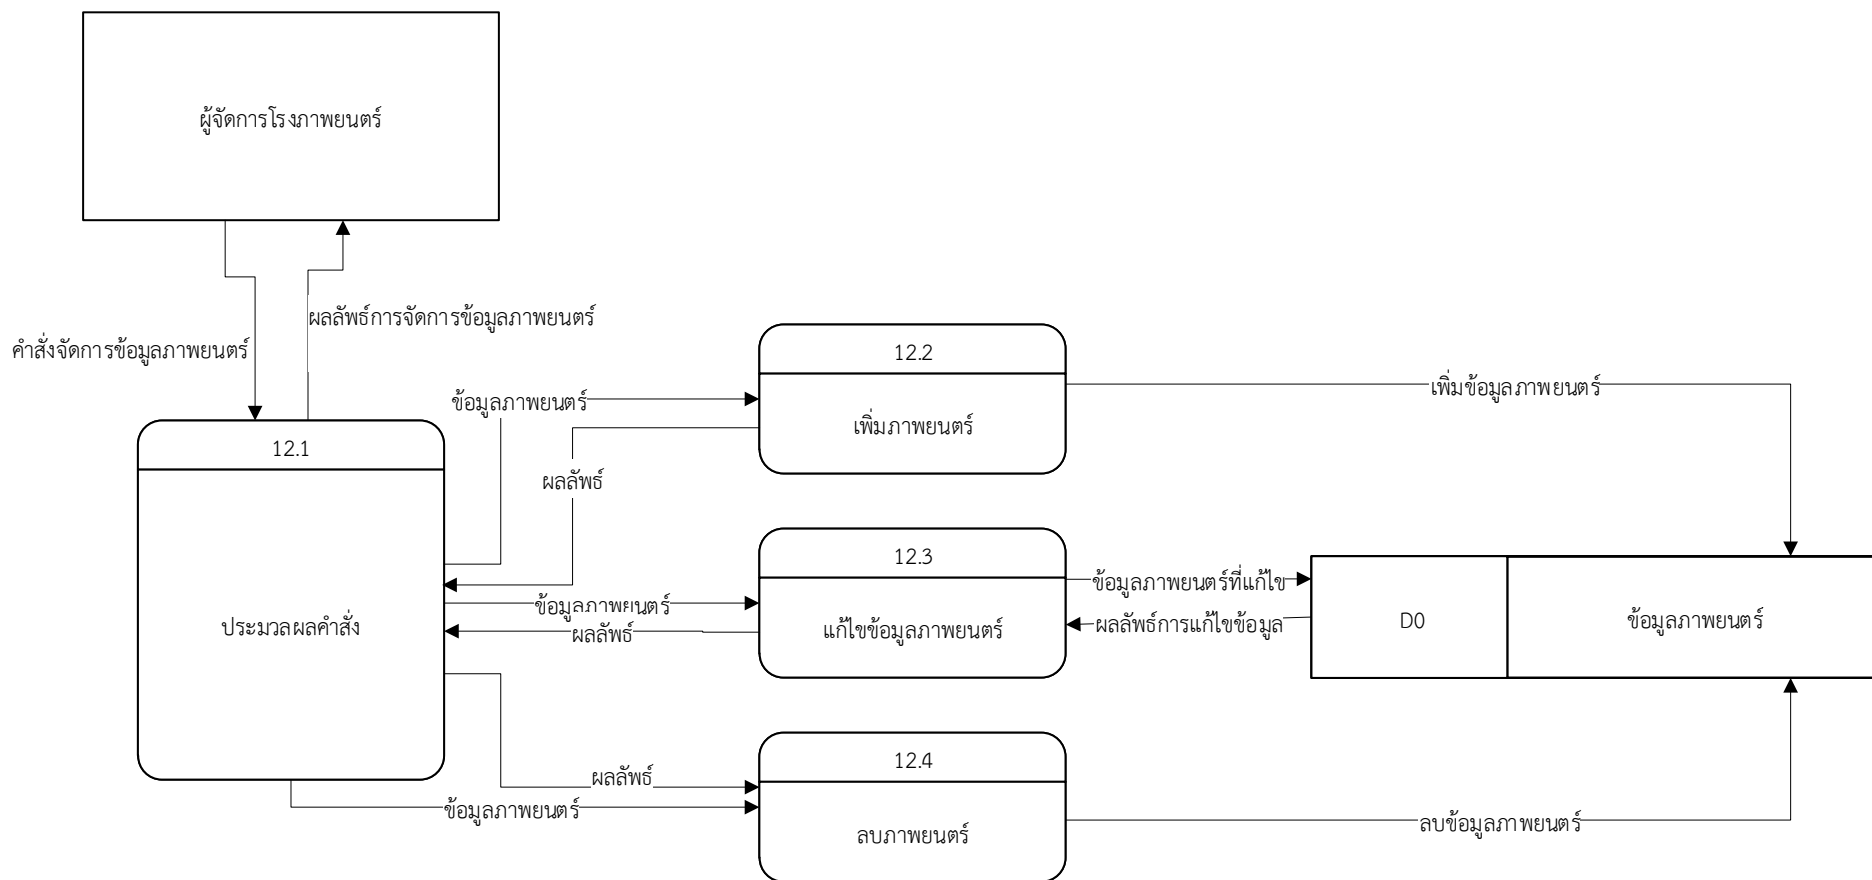 ผู้จัดการโรงภาพยนตร์
ผลลัพธ์การจัดการข้อมูลภาพยนตร์
คำสั่งจัดการข้อมูลภาพยนตร์
12.2
เพิ่มภาพยนตร์
เพิ่มข้อมูลภาพยนตร์
ข้อมูลภาพยนตร์
12.1
ประมวลผลคำสั่ง
ผลลัพธ์
12.3
แก้ไขข้อมูลภาพยนตร์
ข้อมูลภาพยนตร์
ผลลัพธ์
ข้อมูลภาพยนตร์ที่แก้ไข
ผลลัพธ์การแก้ไขข้อมูล
D0
ข้อมูลภาพยนตร์
12.4
ลบภาพยนตร์
ผลลัพธ์
ข้อมูลภาพยนตร์
ลบข้อมูลภาพยนตร์